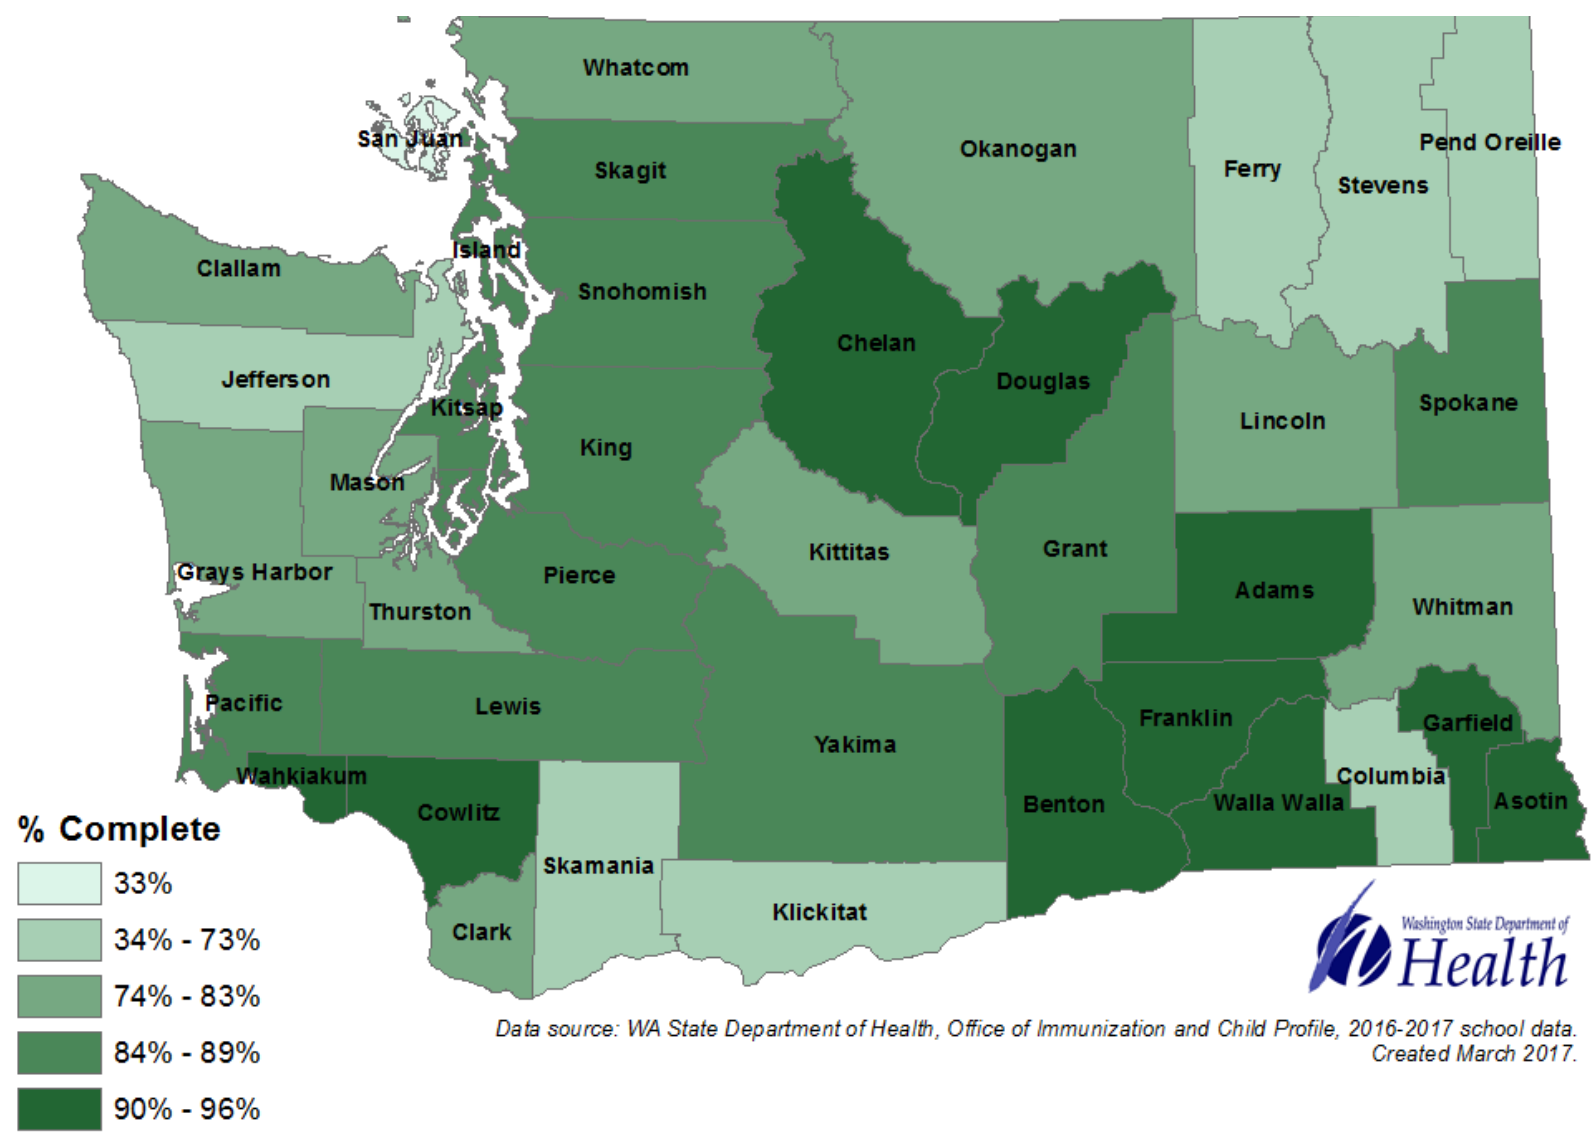 Whatcom
San Juan
Skagit
Okanogan
Ferry
Stevens
Pend Oreille
Clallam
Island
Snohomish
Chelan
Douglas
Jefferson
Kitsap
King
Lincoln
Spokane
Mason
Kittitas
Grant
Grays Harbor
Thurston
Pierce
Adams
Whitman
Pacific
Lewis
Yakima
Franklin
Garfield
Wahkiakum
Cowlitz
Benton
Walla Walla
Columbia
Asotin
Skamania
Clark
Klickitat
% Complete
33%
34% - 73%
74% - 83%
84% - 89%
90% - 96%
Washington State Department of
Health
Data source: WA State Department of Health, Office of Immunization and Child Profile, 2016-2017 school data.
Created March 2017.